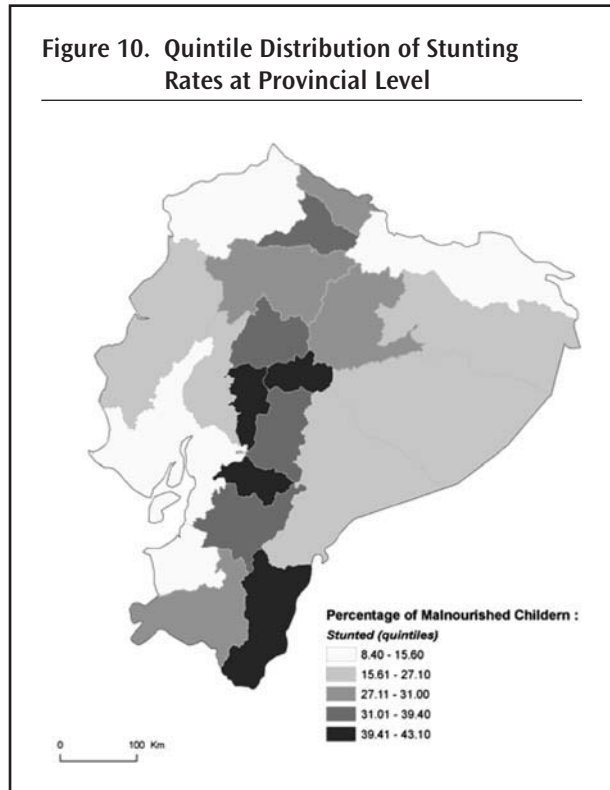 Figure 10. Quintile Distribution of Stunting
Rates at Provincial Level
Percentage of Malnourished Childern :
Stunted (quintiles)
8.40 - 15.60
15.61 - 27.10
27.11 - 31.00
31.01 - 39.40
39.41 - 43.10
0 100 Km